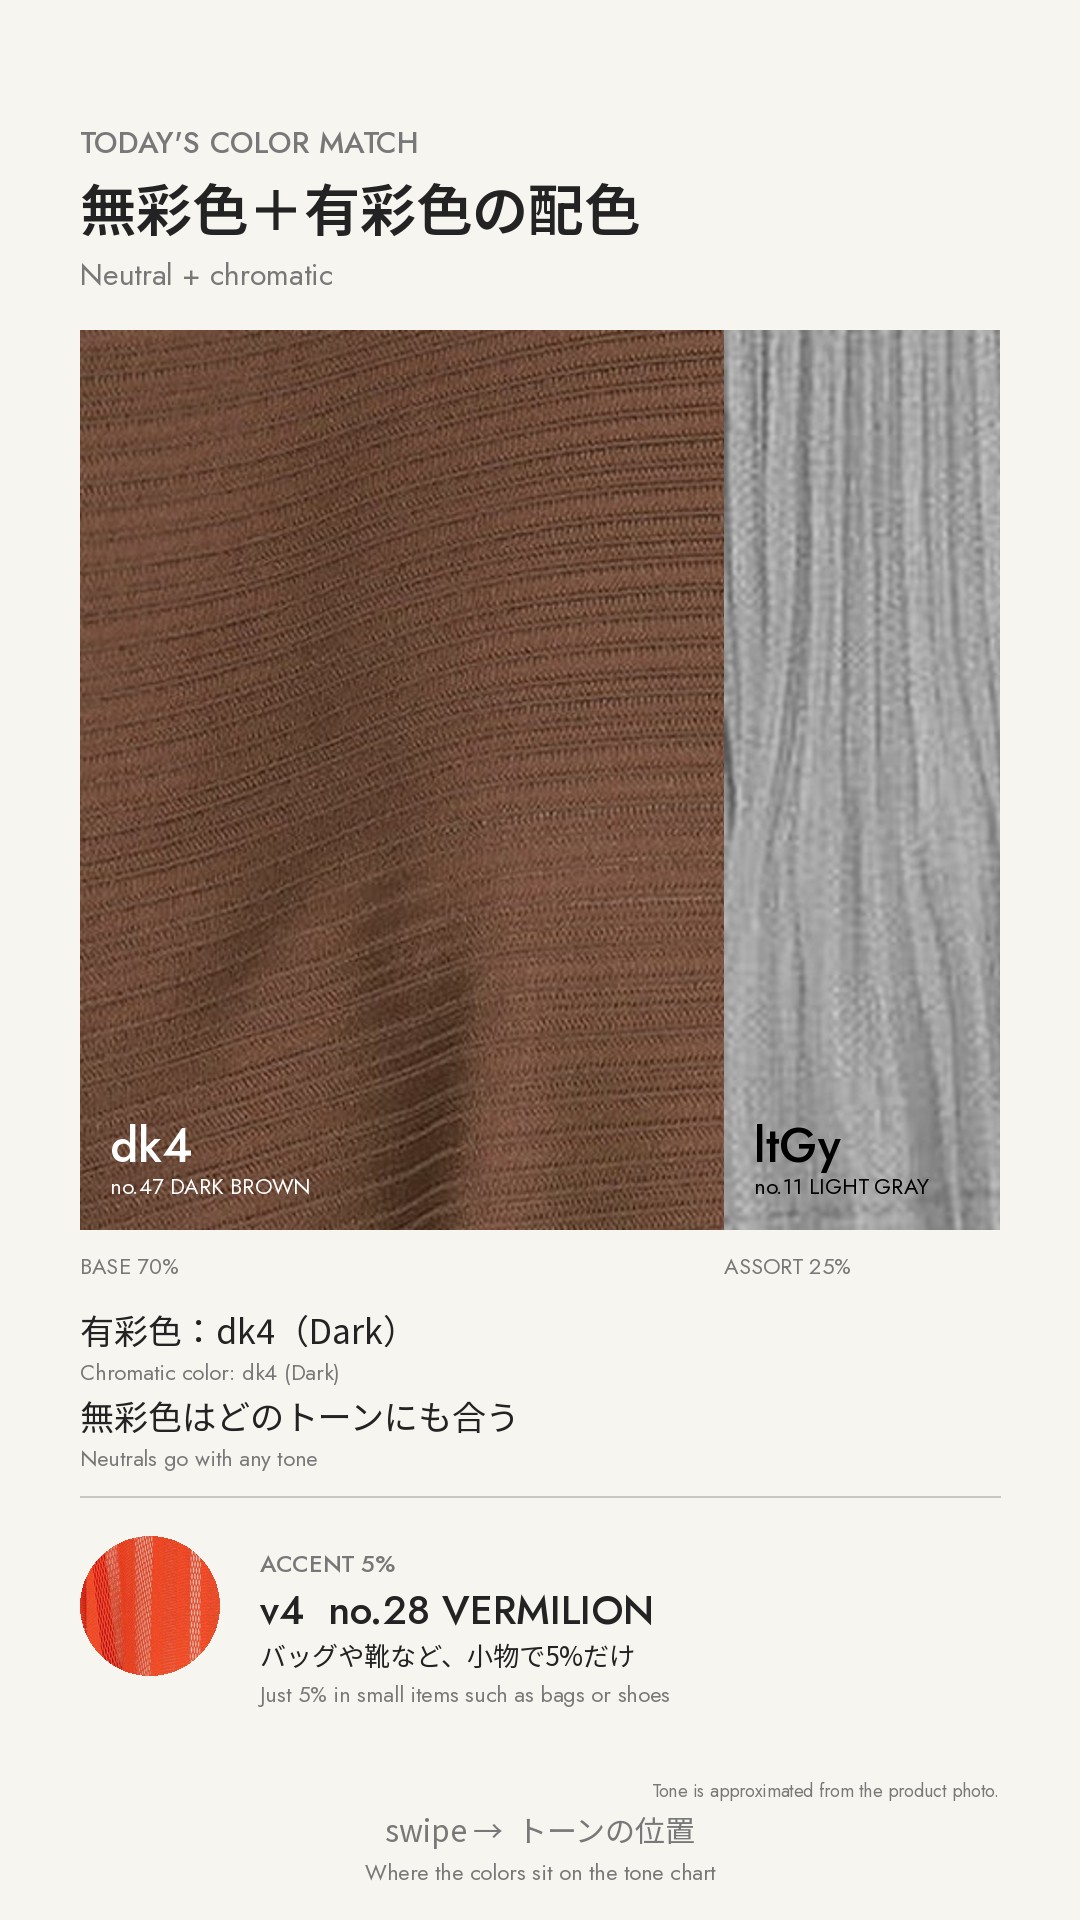 TODAY'S COLOR MATCH
無彩色＋有彩色の配色
Neutral + chromatic
dk4
no.47 DARK BROWN
ltGy
no.11 LIGHT GRAY
BASE 70%
ASSORT 25%
有彩色：dk4（Dark）
Chromatic color: dk4 (Dark)
無彩色はどのトーンにも合う
Neutrals go with any tone
ACCENT 5%
v4 no.28 VERMILION
バッグや靴など、小物で5%だけ
Just 5% in small items such as bags or shoes
Tone is approximated from the product photo.
swipe→ トーンの位置
Where the colors sit on the tone chart